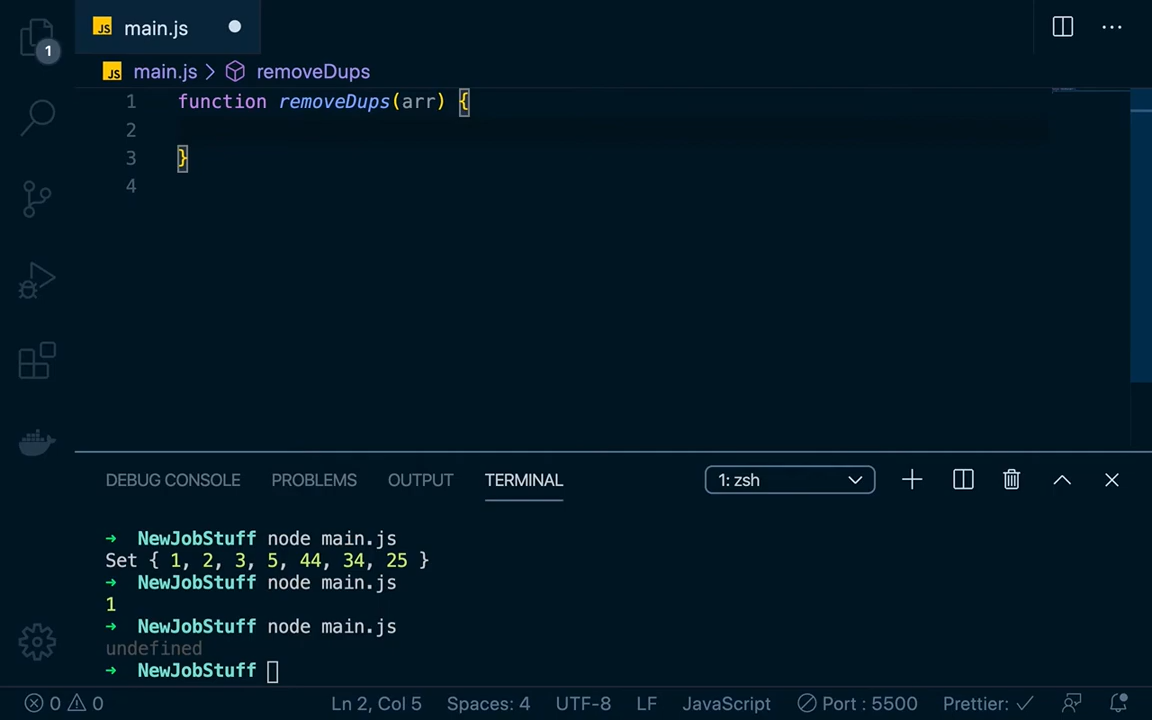 JS main.js
1
JS main.js > removeDups
1 function removeDups(arr) {
2
3 }
4
DEBUG CONSOLE PROBLEMS OUTPUT TERMINAL 1: zsh
→ NewJobStuff node main.js
Set { 1, 2, 3, 5, 44, 34, 25 }
→ NewJobStuff node main.js
1
→ NewJobStuff node main.js
undefined
→ NewJobStuff
0 0 Ln 2, Col 5 Spaces: 4 UTF-8 LF JavaScript Port : 5500 Prettier: ✓